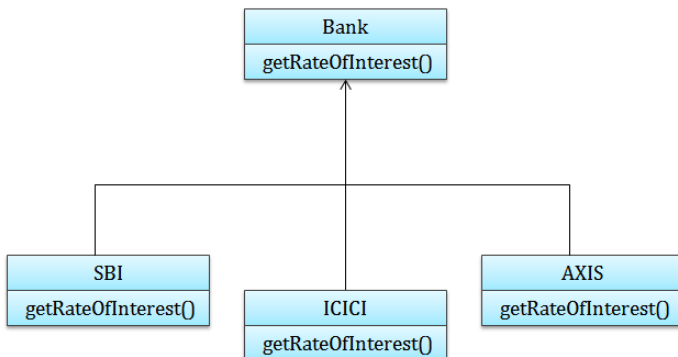 Bank
getRateOfInterest()
SBI
getRateOfInterest()
ICICI
getRateOfInterest()
AXIS
getRateOfInterest()